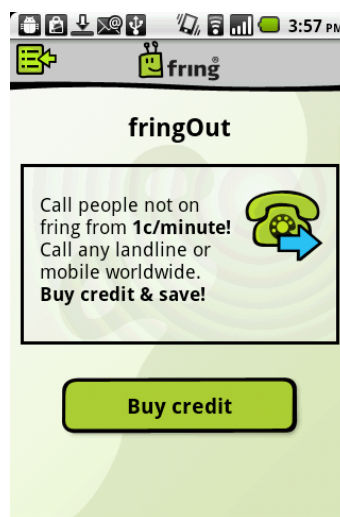 3:57 PM
fring
fringOut
Call people not on
fring from 1c/minute!
Call any landline or
mobile worldwide.
Buy credit & save!
Buy credit